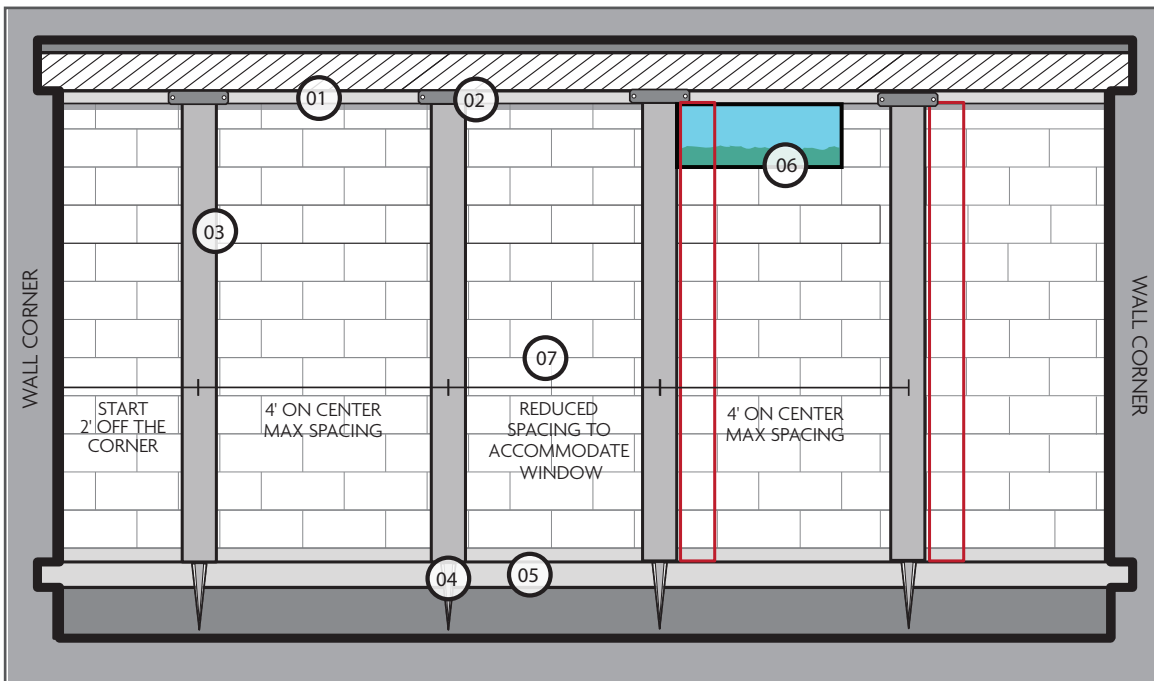 01
02
03
06
WALL CORNER
WALL CORNER
07
START
2' OFF THE
CORNER
4' ON CENTER
MAX SPACING
REDUCED
SPACING TO
ACCOMMODATE
WINDOW
4' ON CENTER
MAX SPACING
04
05